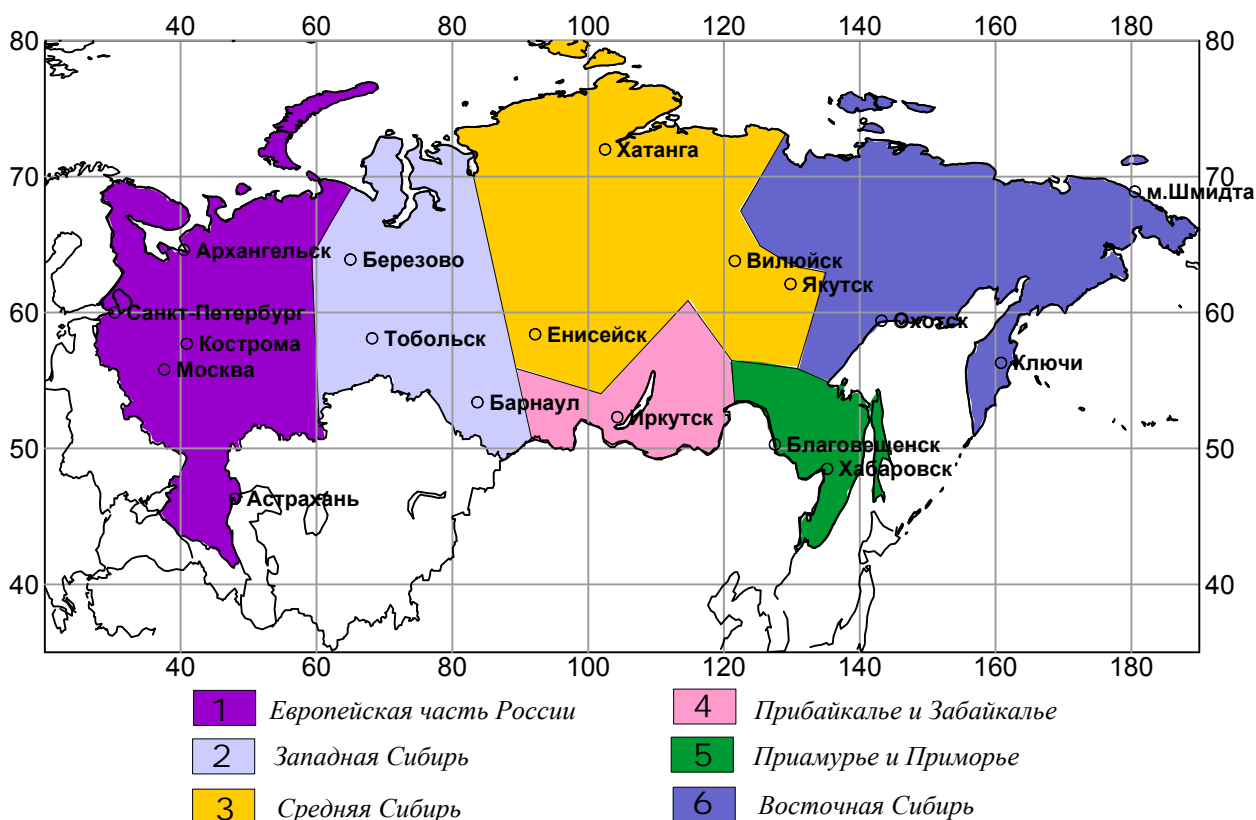 40 60 80 100 120 140 160 180
80 80
Хатанга
70 70
м.Шмидта
Архангельск
Березово
Вилюйск
Якутск
60 Санкт-Петербург Охотск 60
Енисейск
Тобольск
Кострома
Москва
Ключи
Барнаул
Иркутск
50 Благовещенск 50
Хабаровск
Астрахань
40 40
40 60 80 100 120 140 160 180
1 Европейская часть России
2 Западная Сибирь
3 Средняя Сибирь
4 Прибайкалье и Забайкалье
5 Приамурье и Приморье
6 Восточная Сибирь